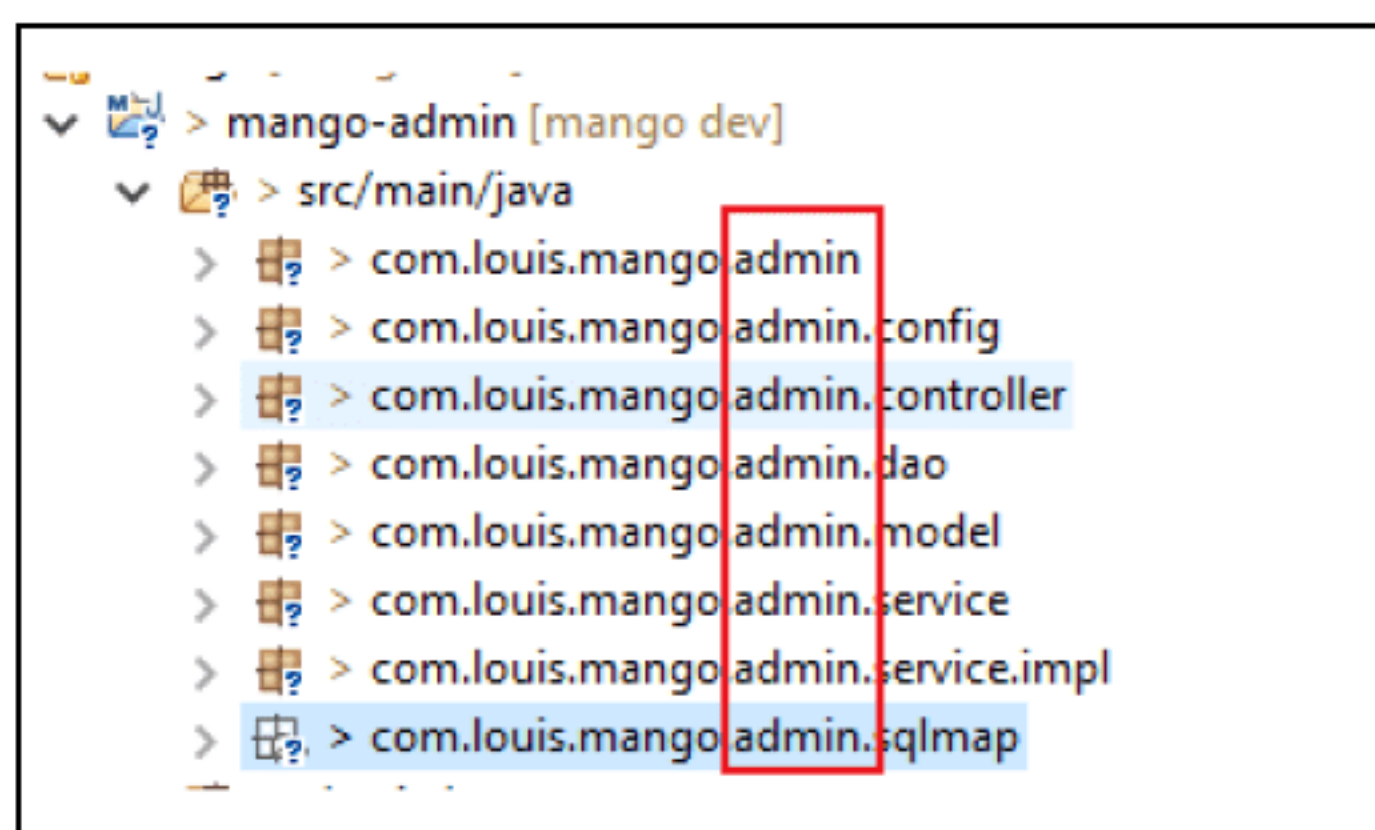 > mango-admin [mango dev]
> src/main/java
> com.louis.mango.admin
> com.louis.mango.admin.config
> com.louis.mango.admin.controller
> com.louis.mango.admin.dao
> com.louis.mango.admin.model
> com.louis.mango.admin.service
> com.louis.mango.admin.service.impl
> com.louis.mango.admin.sqlmap